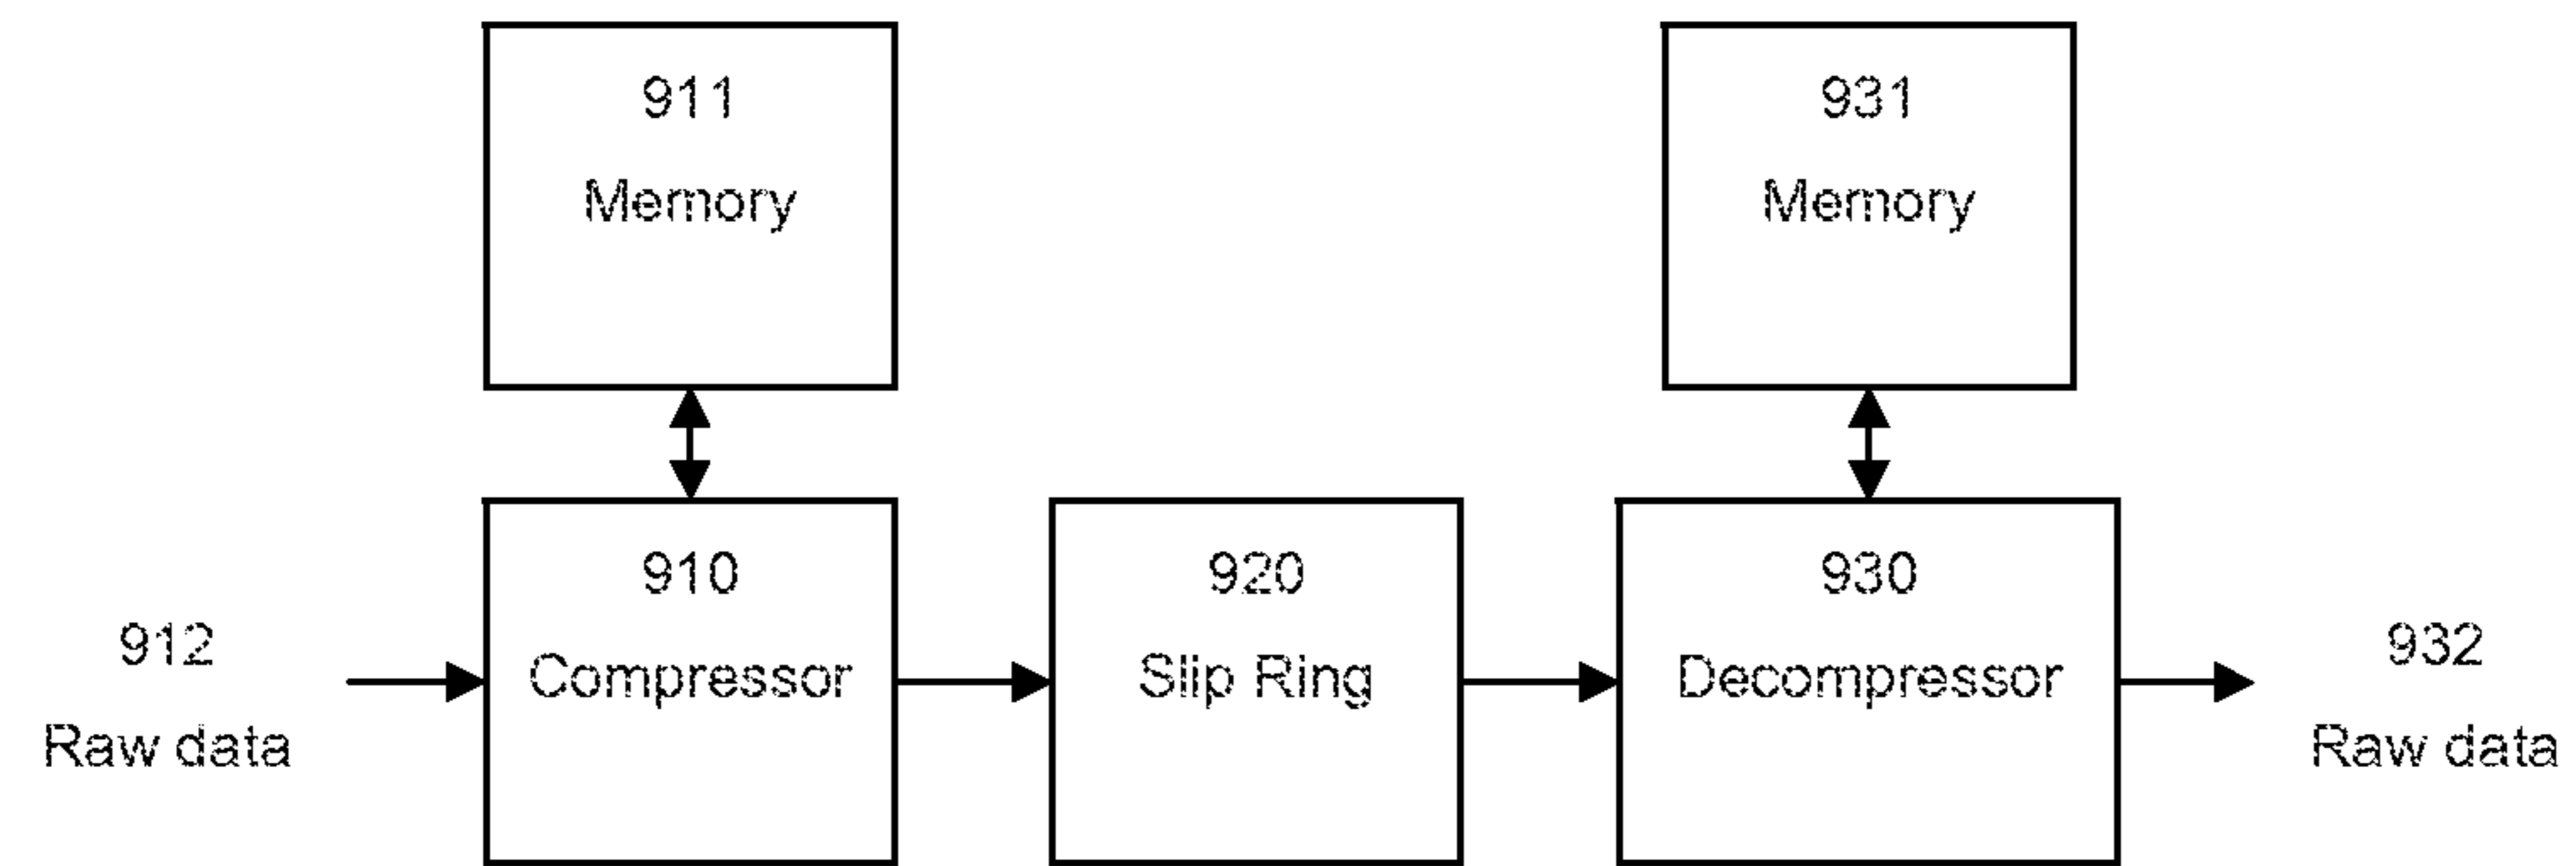 911
Memory
931
Memory
912
Raw data
910
Compressor
920
Slip Ring
930
Decompressor
932
Raw data